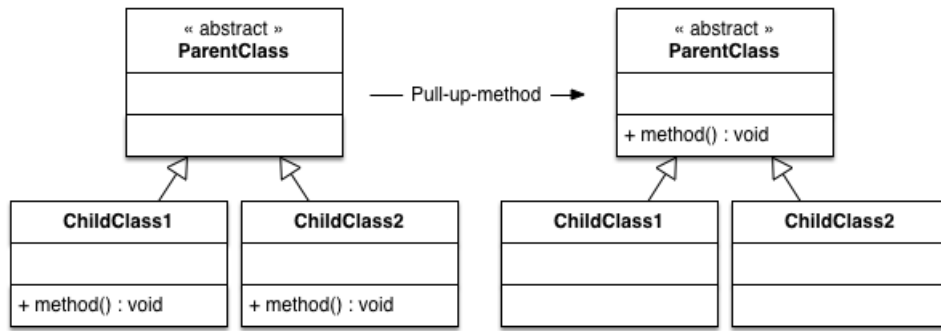 « abstract »
ParentClass
Pull-up-method
« abstract »
ParentClass
+ method() : void
ChildClass1
ChildClass2
ChildClass1
ChildClass2
+ method() : void
+ method() : void